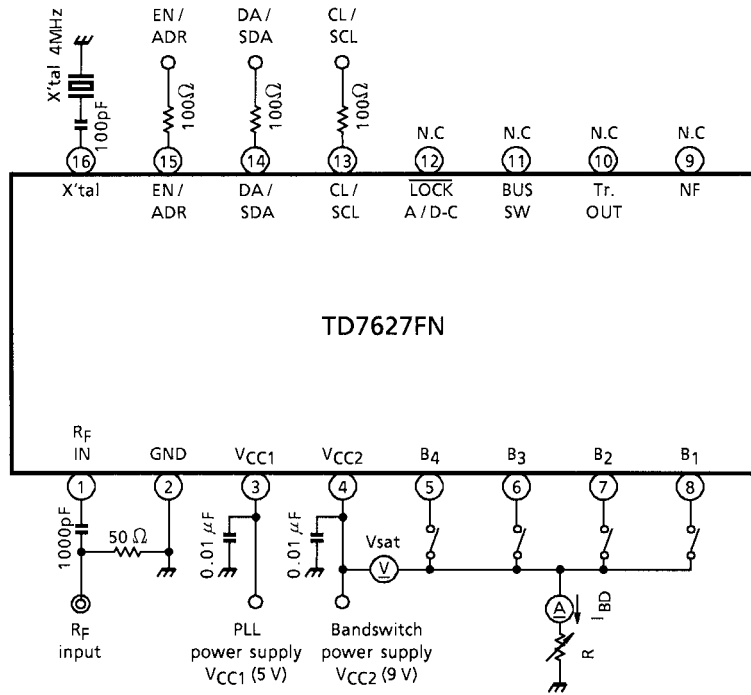 EN / DA / CL /
ADR SDA SCL
X'tal 4MHz
100pF
100Ω
100Ω
100Ω
N.C N.C N.C N.C
16 15 14 13 12 11 10 9
X'tal EN / DA / CL / LOCK BUS Tr. NF
ADR SDA SCL A / D-C SW OUT
TD7627FN
RF
IN GND VCC1 VCC2 B4 B3 B2 B1
1 2 3 4 5 6 7 8
1000pF
50 Ω
0.01 μF
0.01 μF
Vsat
V
A
IBD
R
RF
input
PLL
power supply
VCC1 (5 V)
Bandswitch
power supply
VCC2 (9 V)